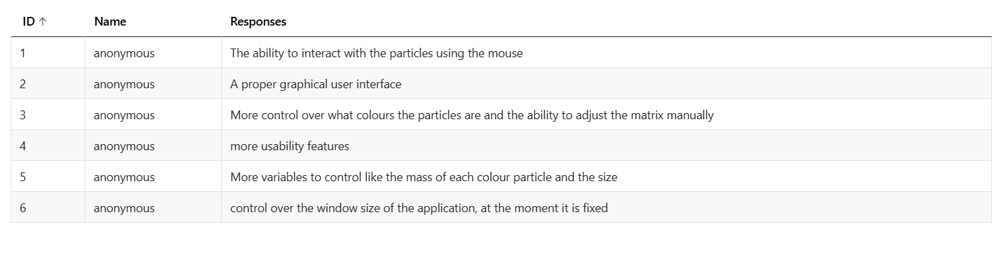 ID ↑ Name Responses
1 anonymous The ability to interact with the particles using the mouse
2 anonymous A proper graphical user interface
3 anonymous More control over what colours the particles are and the ability to adjust the matrix manually
4 anonymous more usability features
5 anonymous More variables to control like the mass of each colour particle and the size
6 anonymous control over the window size of the application, at the moment it is fixed